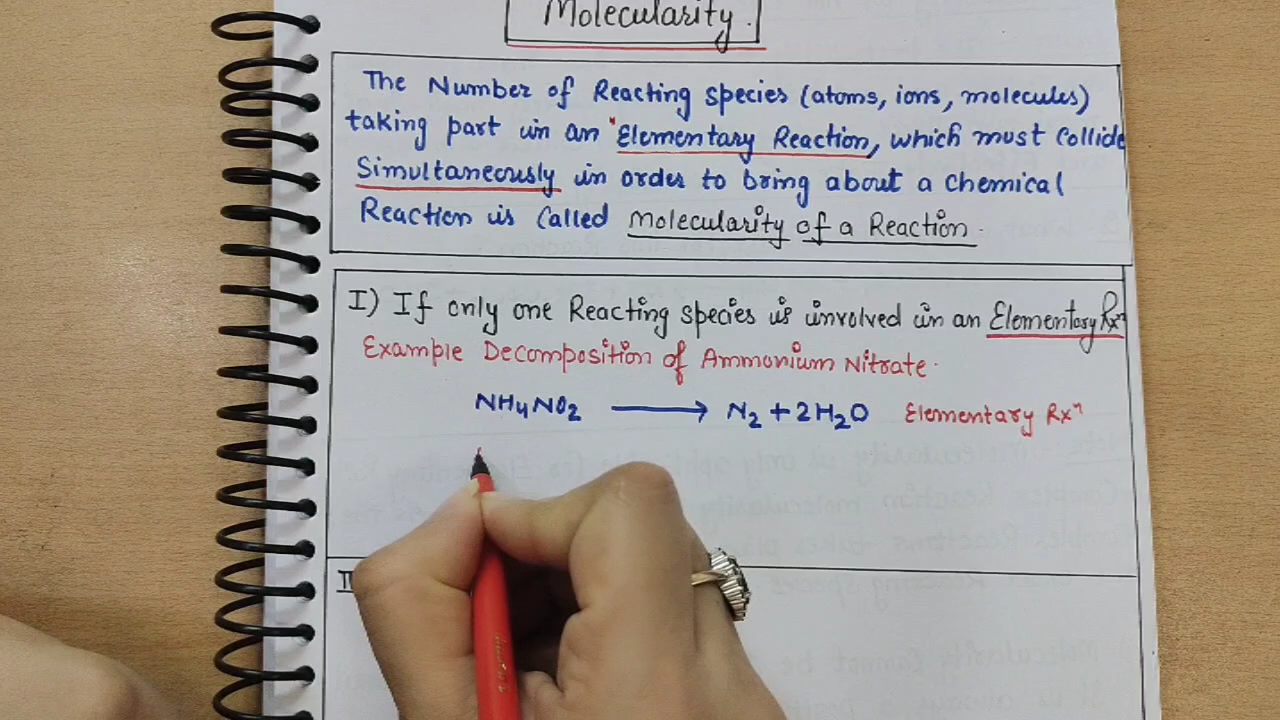 Molecularity.
The Number of Reacting species (atoms, ions, molecules)
taking part in an Elementary Reaction, which must collide
Simultaneously in order to bring about a chemical
Reaction is called Molecularity of a Reaction.
I) If only one Reacting species is involved in an Elementary Rxⁿ
Example Decomposition of Ammonium Nitrate.
NH₄NO₂ ⟶ N₂ + 2H₂O Elementary Rxⁿ